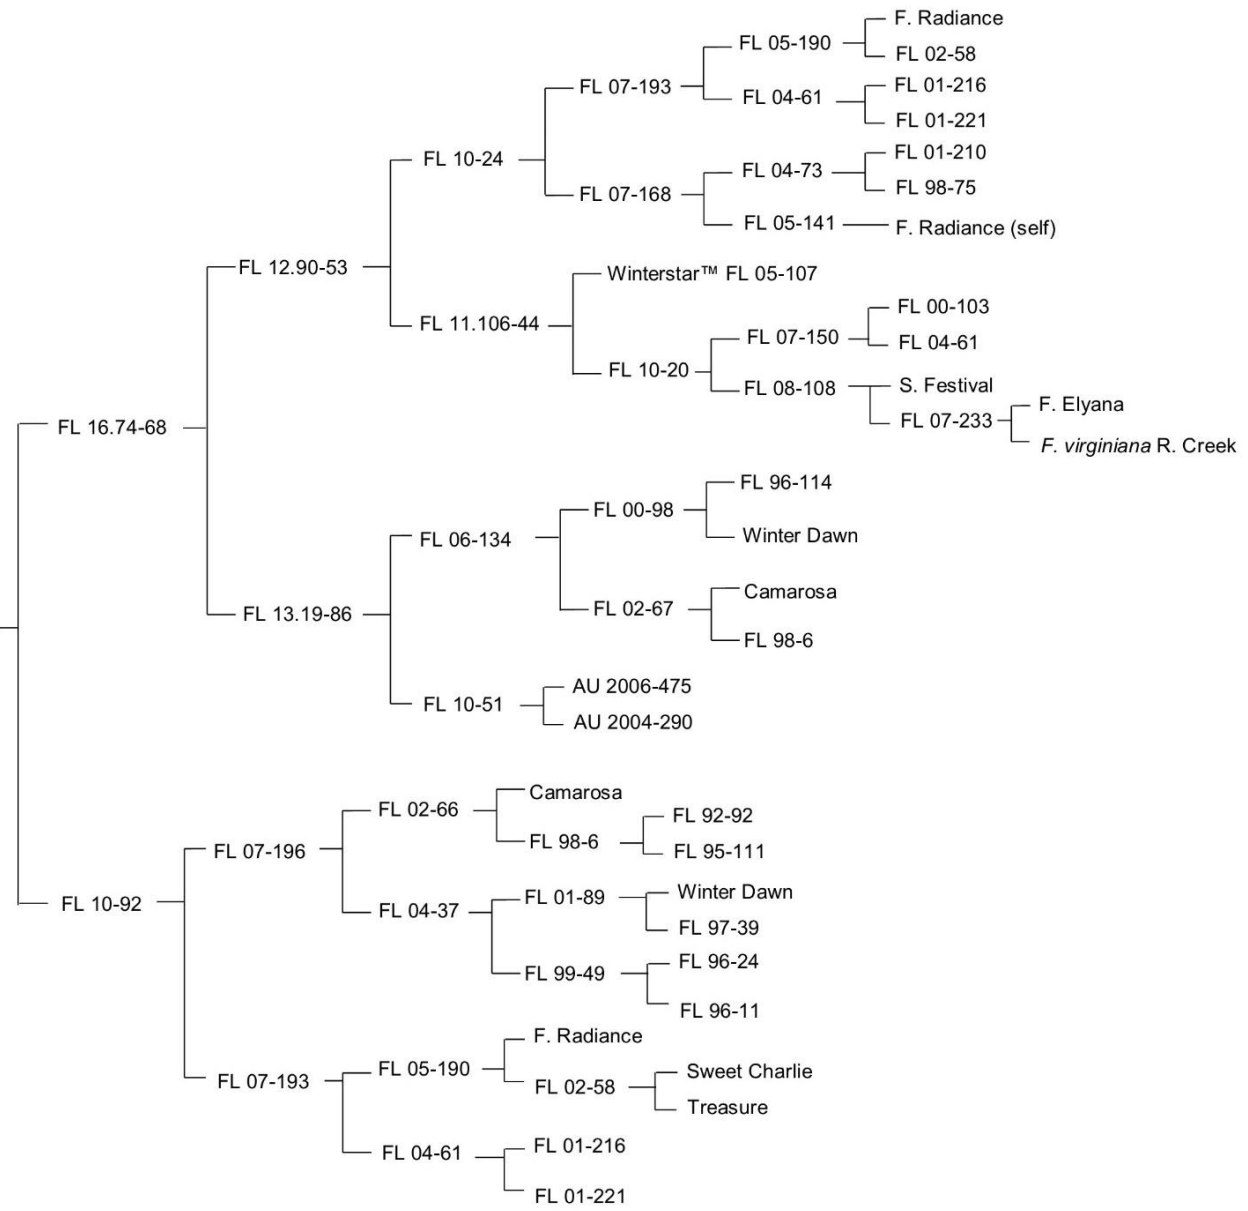 F. Radiance
FL 05-190
FL 02-58
FL 07-193
FL 01-216
FL 04-61
FL 01-221
FL 10-24
FL 01-210
FL 04-73
FL 98-75
FL 07-168
FL 05-141
F. Radiance (self)
FL 12.90-53
Winterstar™ FL 05-107
FL 00-103
FL 11.106-44
FL 07-150
FL 04-61
FL 10-20
FL 08-108
S. Festival
F. Elyana
FL 07-233
F. virginiana R. Creek
FL 16.74-68
FL 96-114
FL 00-98
Winter Dawn
FL 06-134
Camarosa
FL 02-67
FL 98-6
FL 13.19-86
AU 2006-475
FL 10-51
AU 2004-290
Camarosa
FL 02-66
FL 92-92
FL 98-6
FL 95-111
FL 07-196
Winter Dawn
FL 01-89
FL 97-39
FL 04-37
FL 96-24
FL 99-49
FL 96-11
FL 10-92
F. Radiance
FL 05-190
Sweet Charlie
FL 02-58
Treasure
FL 07-193
FL 01-216
FL 04-61
FL 01-221